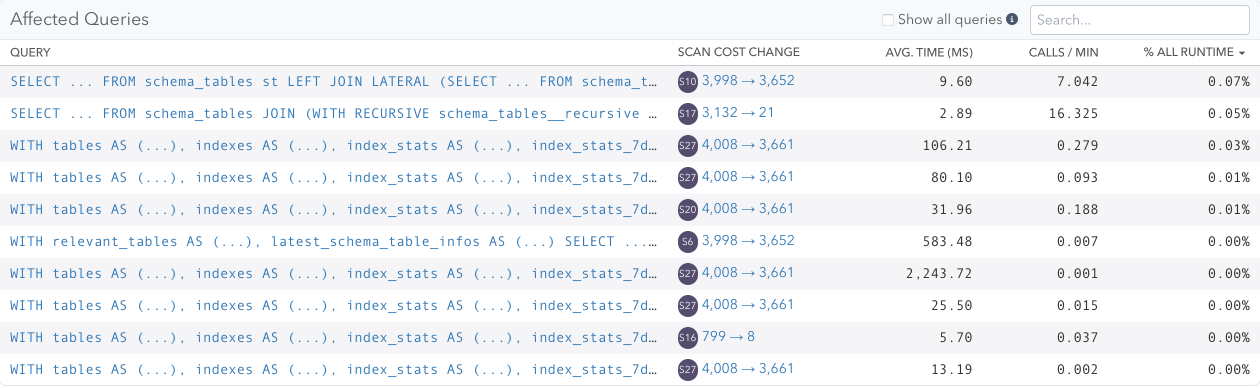 Affected Queries Show all queries i Search...
QUERY SCAN COST CHANGE AVG. TIME (MS) CALLS / MIN % ALL RUNTIME
SELECT ... FROM schema_tables st LEFT JOIN LATERAL (SELECT ... FROM schema_t… S10 3,998 → 3,652 9.60 7.042 0.07%
SELECT ... FROM schema_tables JOIN (WITH RECURSIVE schema_tables__recursive … S17 3,132 → 21 2.89 16.325 0.05%
WITH tables AS (...), indexes AS (...), index_stats AS (...), index_stats_7d… S27 4,008 → 3,661 106.21 0.279 0.03%
WITH tables AS (...), indexes AS (...), index_stats AS (...), index_stats_7d… S27 4,008 → 3,661 80.10 0.093 0.01%
WITH tables AS (...), indexes AS (...), index_stats AS (...), index_stats_7d… S20 4,008 → 3,661 31.96 0.188 0.01%
WITH relevant_tables AS (...), latest_schema_table_infos AS (...) SELECT ...… S6 3,998 → 3,652 583.48 0.007 0.00%
WITH tables AS (...), indexes AS (...), index_stats AS (...), index_stats_7d… S27 4,008 → 3,661 2,243.72 0.001 0.00%
WITH tables AS (...), indexes AS (...), index_stats AS (...), index_stats_7d… S27 4,008 → 3,661 25.50 0.015 0.00%
WITH tables AS (...), indexes AS (...), index_stats AS (...), index_stats_7d… S16 799 → 8 5.70 0.037 0.00%
WITH tables AS (...), indexes AS (...), index_stats AS (...), index_stats_7d… S27 4,008 → 3,661 13.19 0.002 0.00%